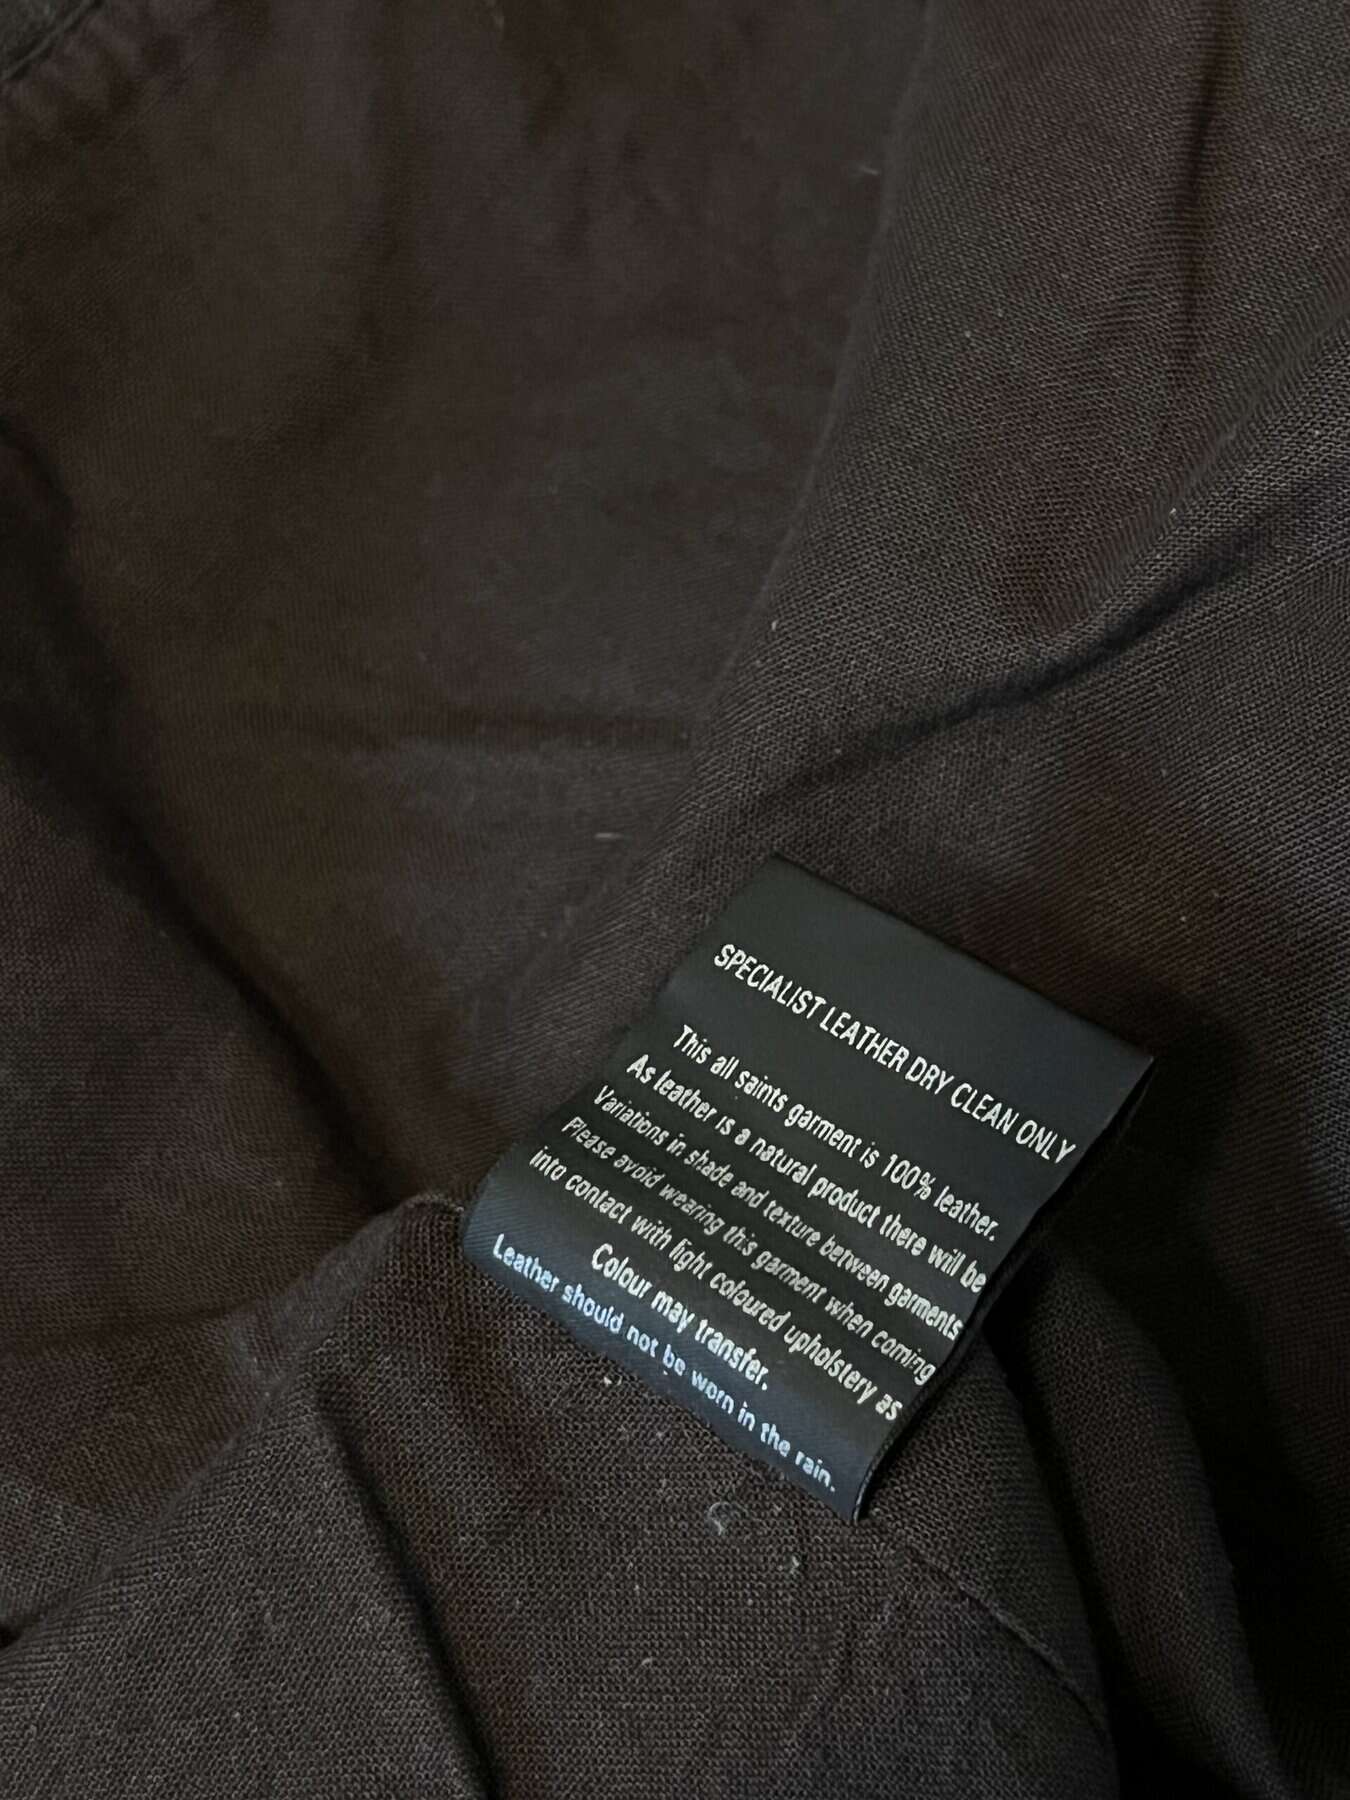 SPECIALIST LEATHER DRY CLEAN ONLY
This all saints garment is 100% leather.
As leather is a natural product there will be
Variations in shade and texture between garments
Please avoid wearing this garment when coming
into contact with light coloured upholstery as
Colour may transfer.
Leather should not be worn in the rain.